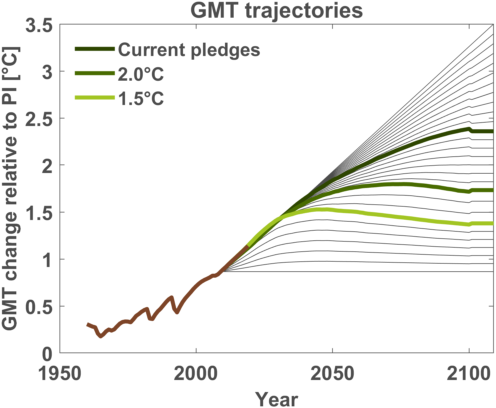 GMT trajectories
GMT change relative to PI [°C]
3.5
3
2.5
2
1.5
1
0.5
0
Current pledges
2.0°C
1.5°C
1950
2000
2050
2100
Year